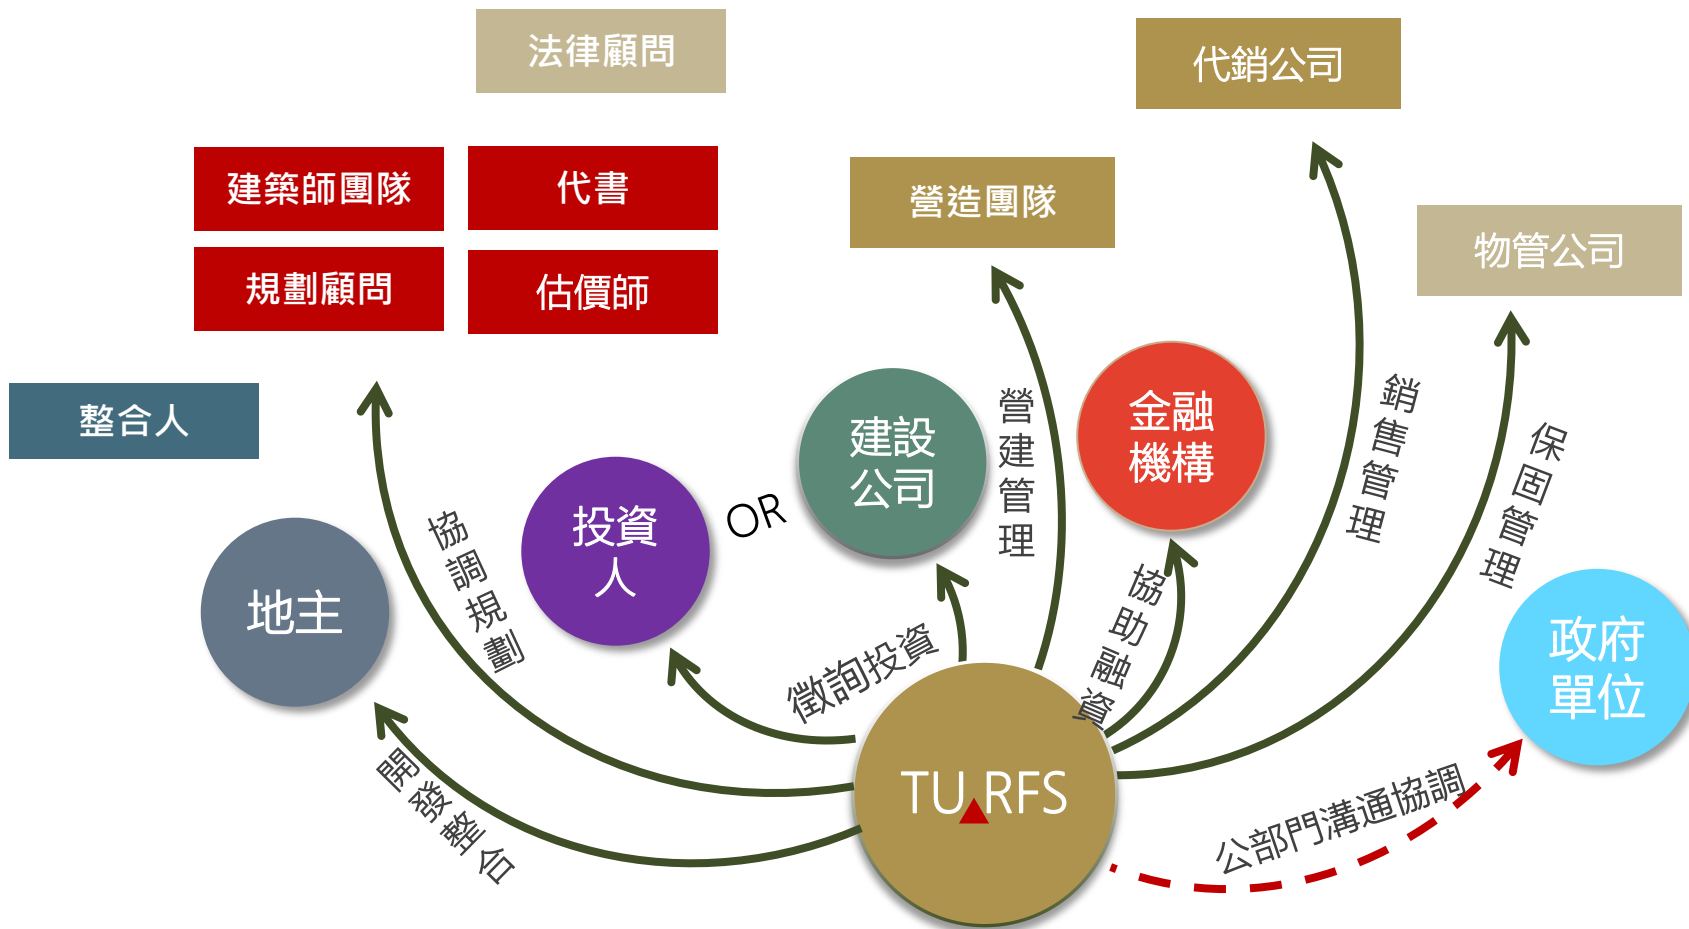 法律顧問
代銷公司
建築師團隊
代書
營造團隊
規劃顧問
估價師
物管公司
整合人
金融
機構
建設
公司
投資
人
OR
地主
政府
單位
協調規劃
營建管理
銷售管理
保固管理
協助融資
徵詢投資
開發整合
公部門溝通協調
TU RFS